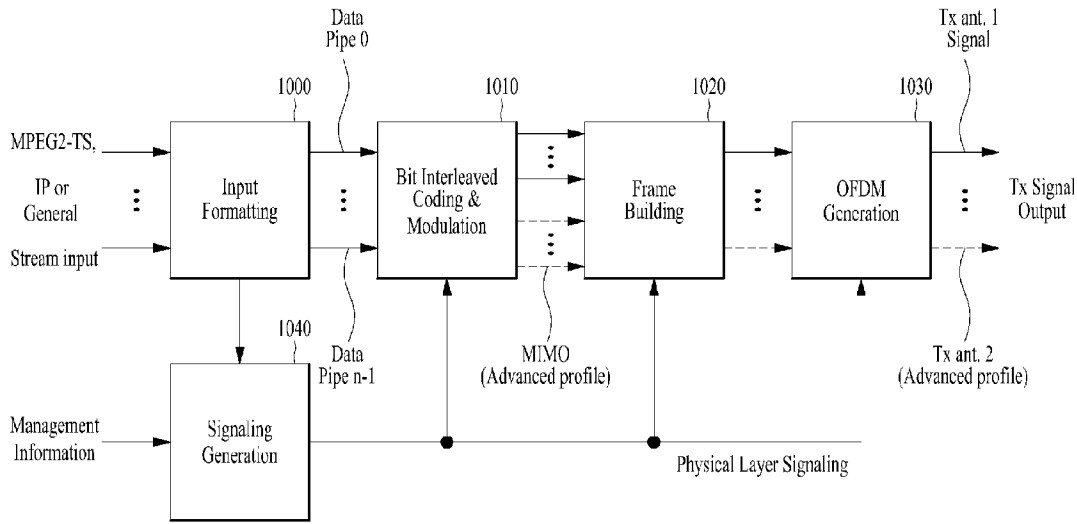 Data
Pipe 0
Tx ant. 1
Signal
1000
1010
1020
1030
MPEG2-TS,
IP or
General
Stream input
Input
Formatting
Bit Interleaved
Coding &
Modulation
Frame
Building
OFDM
Generation
Tx Signal
Output
1040
Data
Pipe n-1
MIMO
(Advanced profile)
Tx ant. 2
(Advanced profile)
Management
Information
Signaling
Generation
Physical Layer Signaling